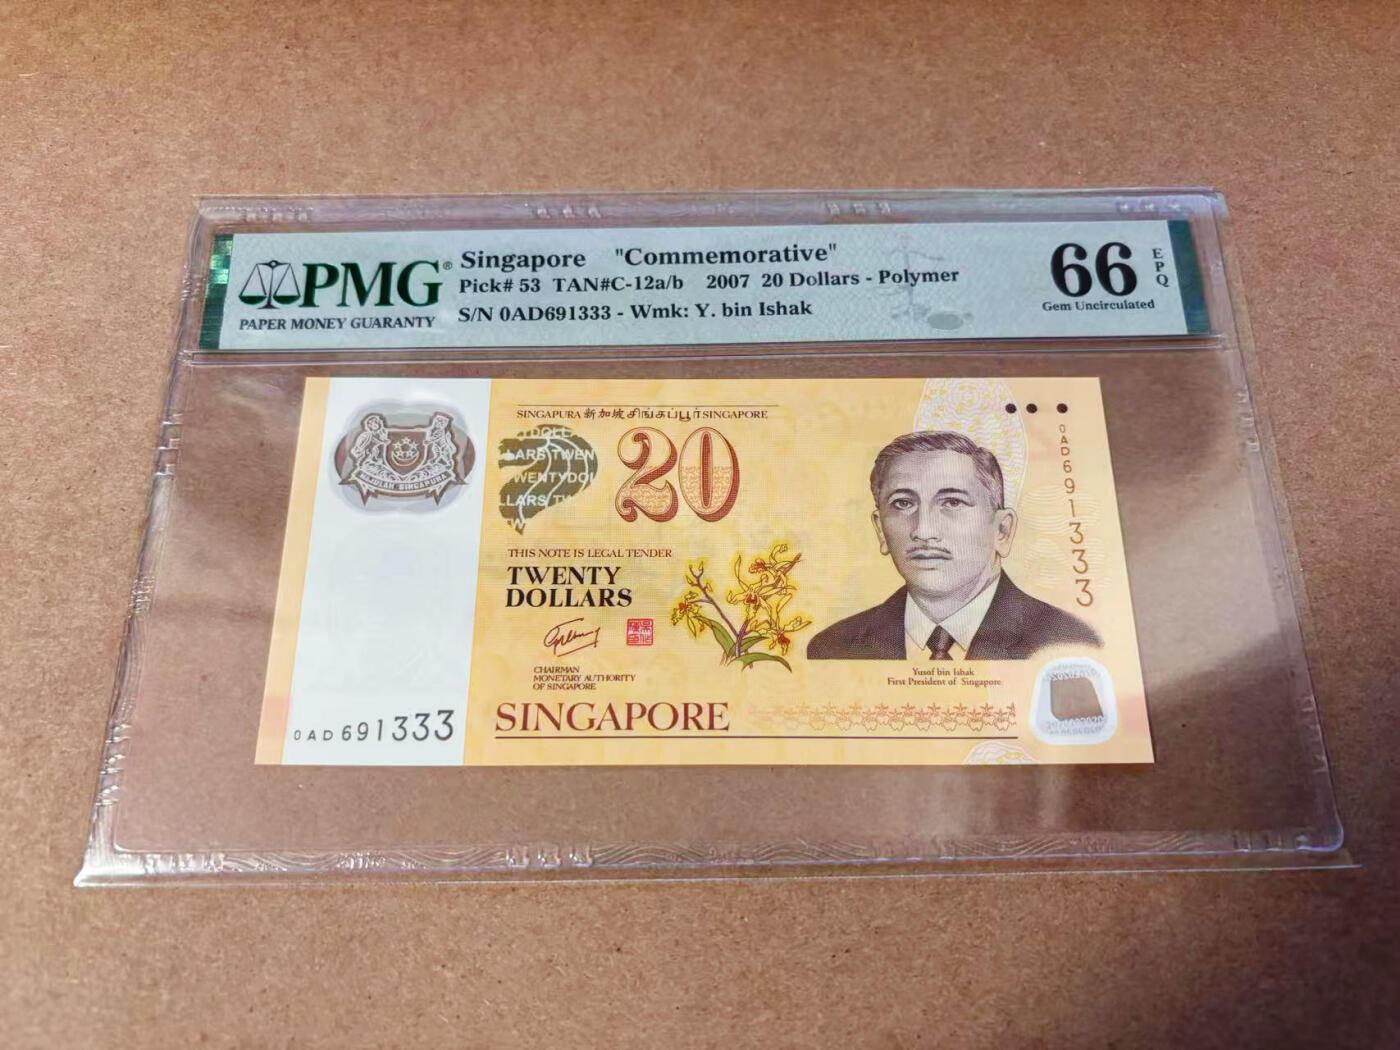 PMG®
PAPER MONEY GUARANTY
Singapore "Commemorative"
Pick# 53 TAN#C-12a/b 2007 20 Dollars - Polymer
S/N 0AD691333 - Wmk: Y. bin Ishak
66
EPQ
Gem Uncirculated
SINGAPURA 新加坡 சிங்கப்பூர் SINGAPORE
MAJULAH SINGAPURA
20
0AD691333
THIS NOTE IS LEGAL TENDER
TWENTY
DOLLARS
CHAIRMAN
MONETARY AUTHORITY
OF SINGAPORE
Yusof bin Ishak
First President of Singapore
0AD691333
SINGAPORE